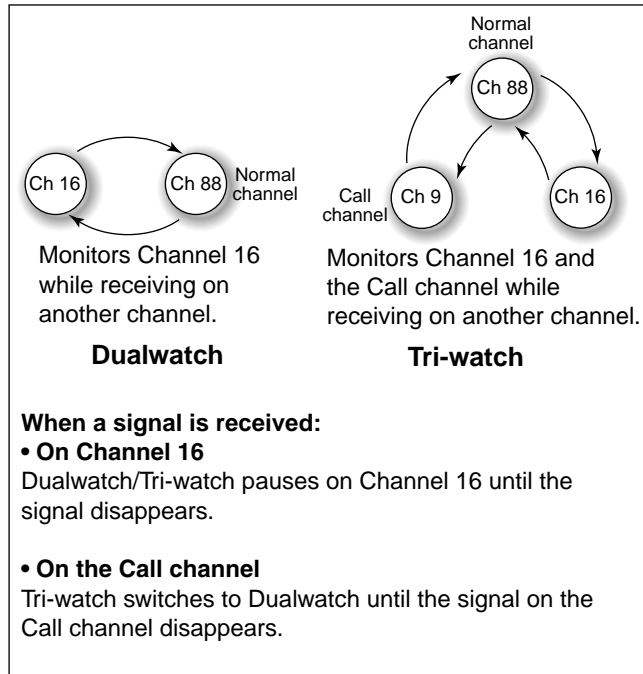 Ch 16
Ch 88
Normal
channel
Monitors Channel 16
while receiving on
another channel.
Dualwatch
Normal
channel
Ch 88
Call
channel
Ch 9
Ch 16
Monitors Channel 16 and
the Call channel while
receiving on another channel.
Tri-watch
When a signal is received:
• On Channel 16
Dualwatch/Tri-watch pauses on Channel 16 until the
signal disappears.
• On the Call channel
Tri-watch switches to Dualwatch until the signal on the
Call channel disappears.